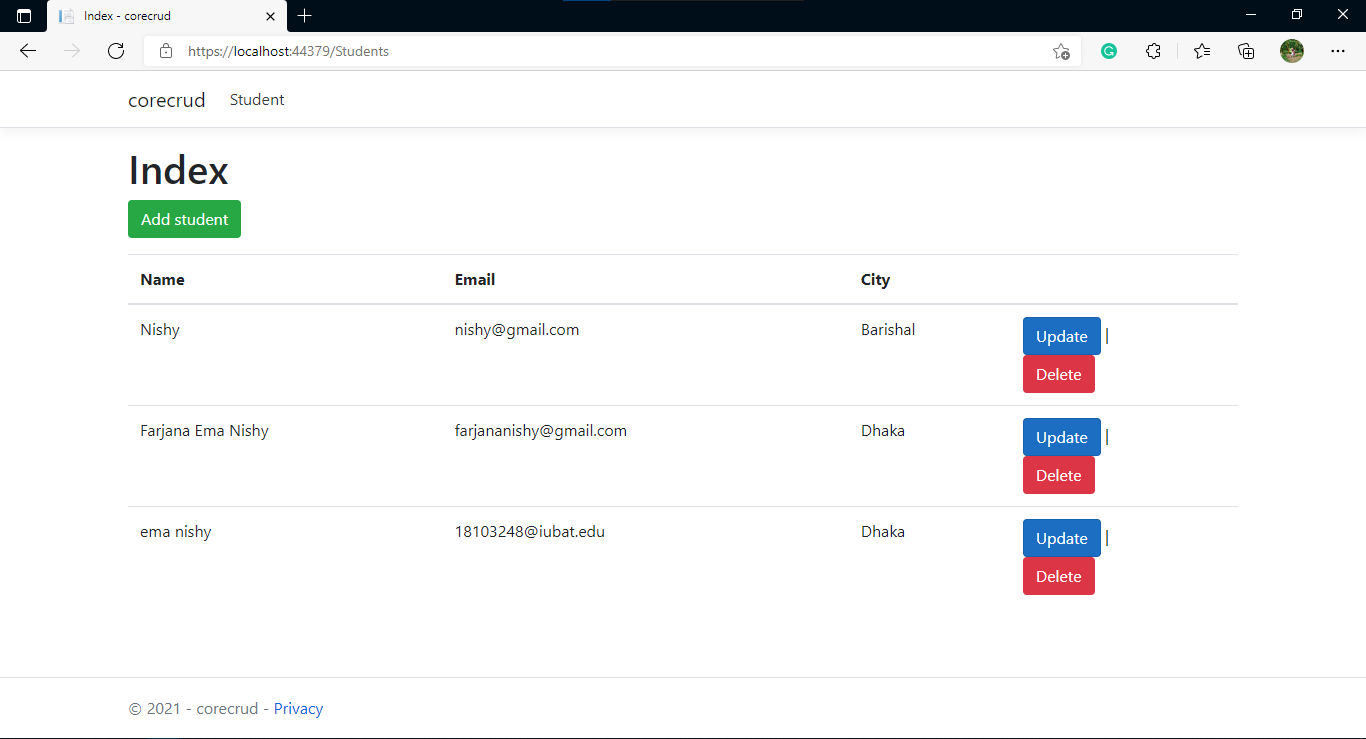 Index - corecrud
https://localhost:44379/Students
corecrud Student
Index
Add student
Name Email City
Nishy nishy@gmail.com Barishal Update |
Delete
Farjana Ema Nishy farjananishy@gmail.com Dhaka Update |
Delete
ema nishy 18103248@iubat.edu Dhaka Update |
Delete
© 2021 - corecrud - Privacy